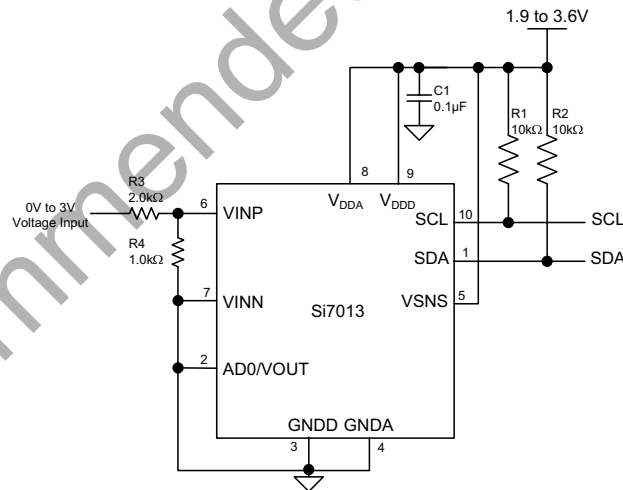 1.9 to 3.6V
C1
0.1µF
R1
10kΩ
R2
10kΩ
8
9
VDDA
VDDD
R3
2.0kΩ
0V to 3V
Voltage Input
6
VINP
SCL
10
SCL
R4
1.0kΩ
SDA
1
SDA
7
VINN
Si7013
VSNS
5
2
AD0/VOUT
GNDD GNDA
3
4